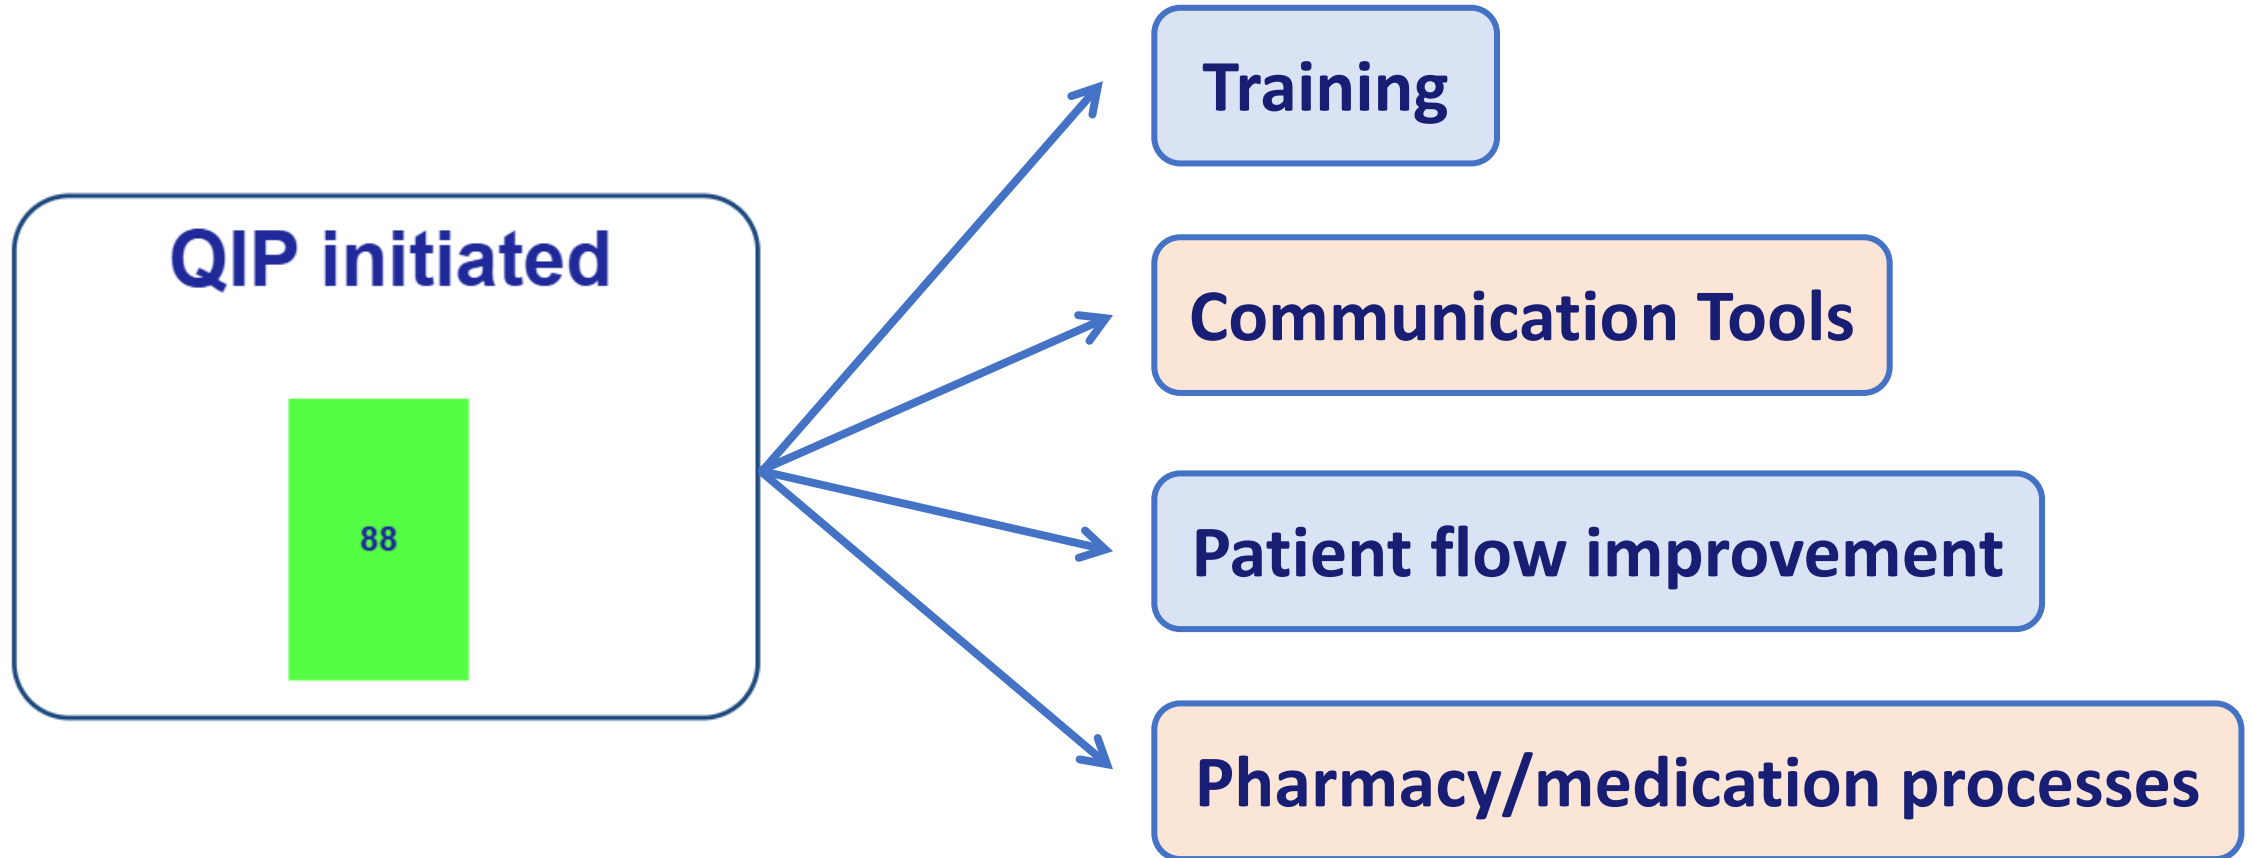 QIP initiated
88
Training
Communication Tools
Patient flow improvement
Pharmacy/medication processes